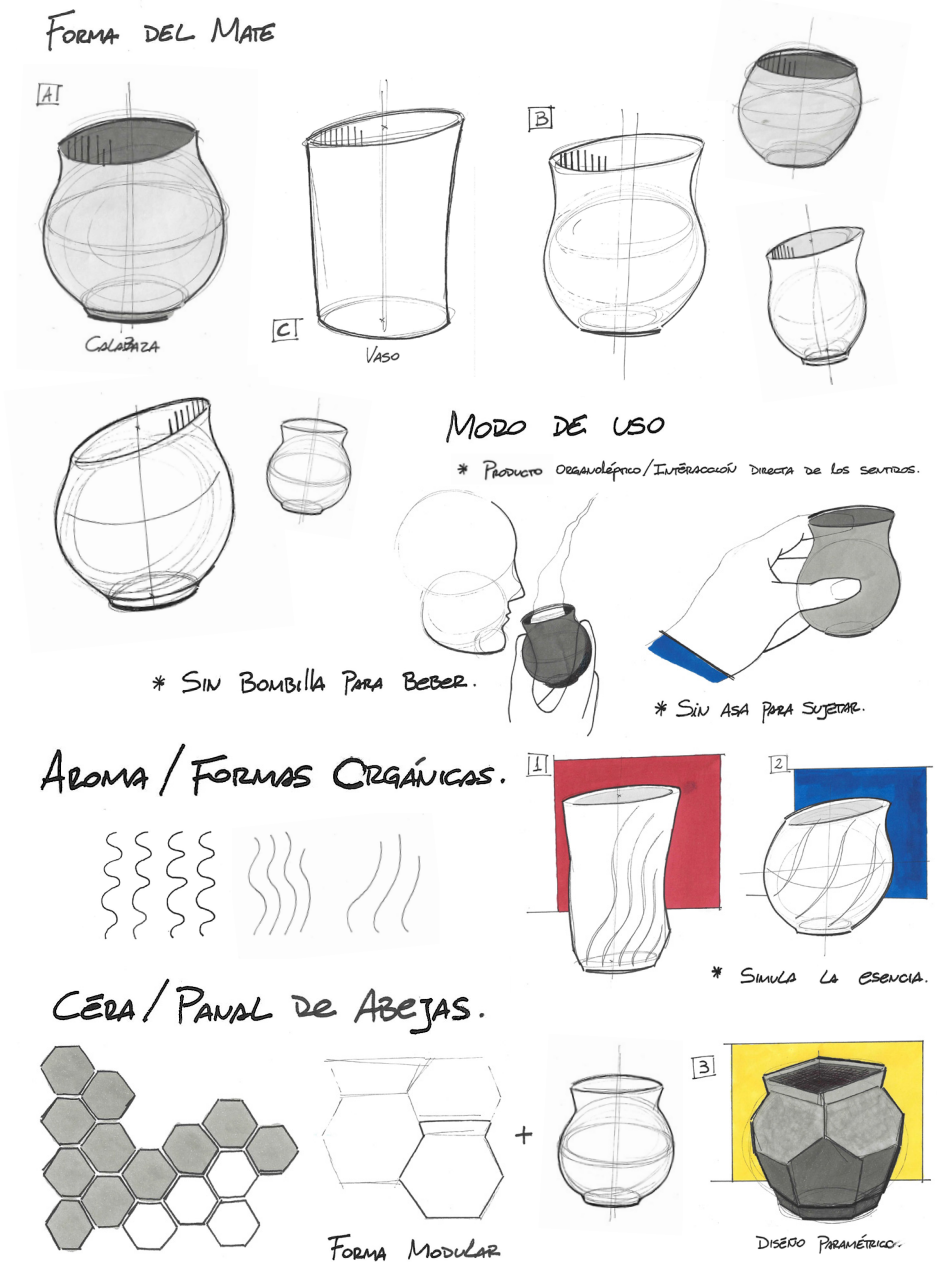 FORMA DEL MATE
A
B
CALABAZA
C
VASO
MODO DE USO
* PRODUCTO ORGANOLÉPTICO/INTERACCIÓN DIRECTA DE LOS SENTIDOS.
* SIN BOMBILLA PARA BEBER.
* SIN ASA PARA SUJETAR.
AROMA/FORMAS ORGÁNICAS.
1
2
* SIMULA LA ESENCIA.
CERA/PANAL DE ABEJAS.
3
+
FORMA MODULAR
DISEÑO PARAMÉTRICO.